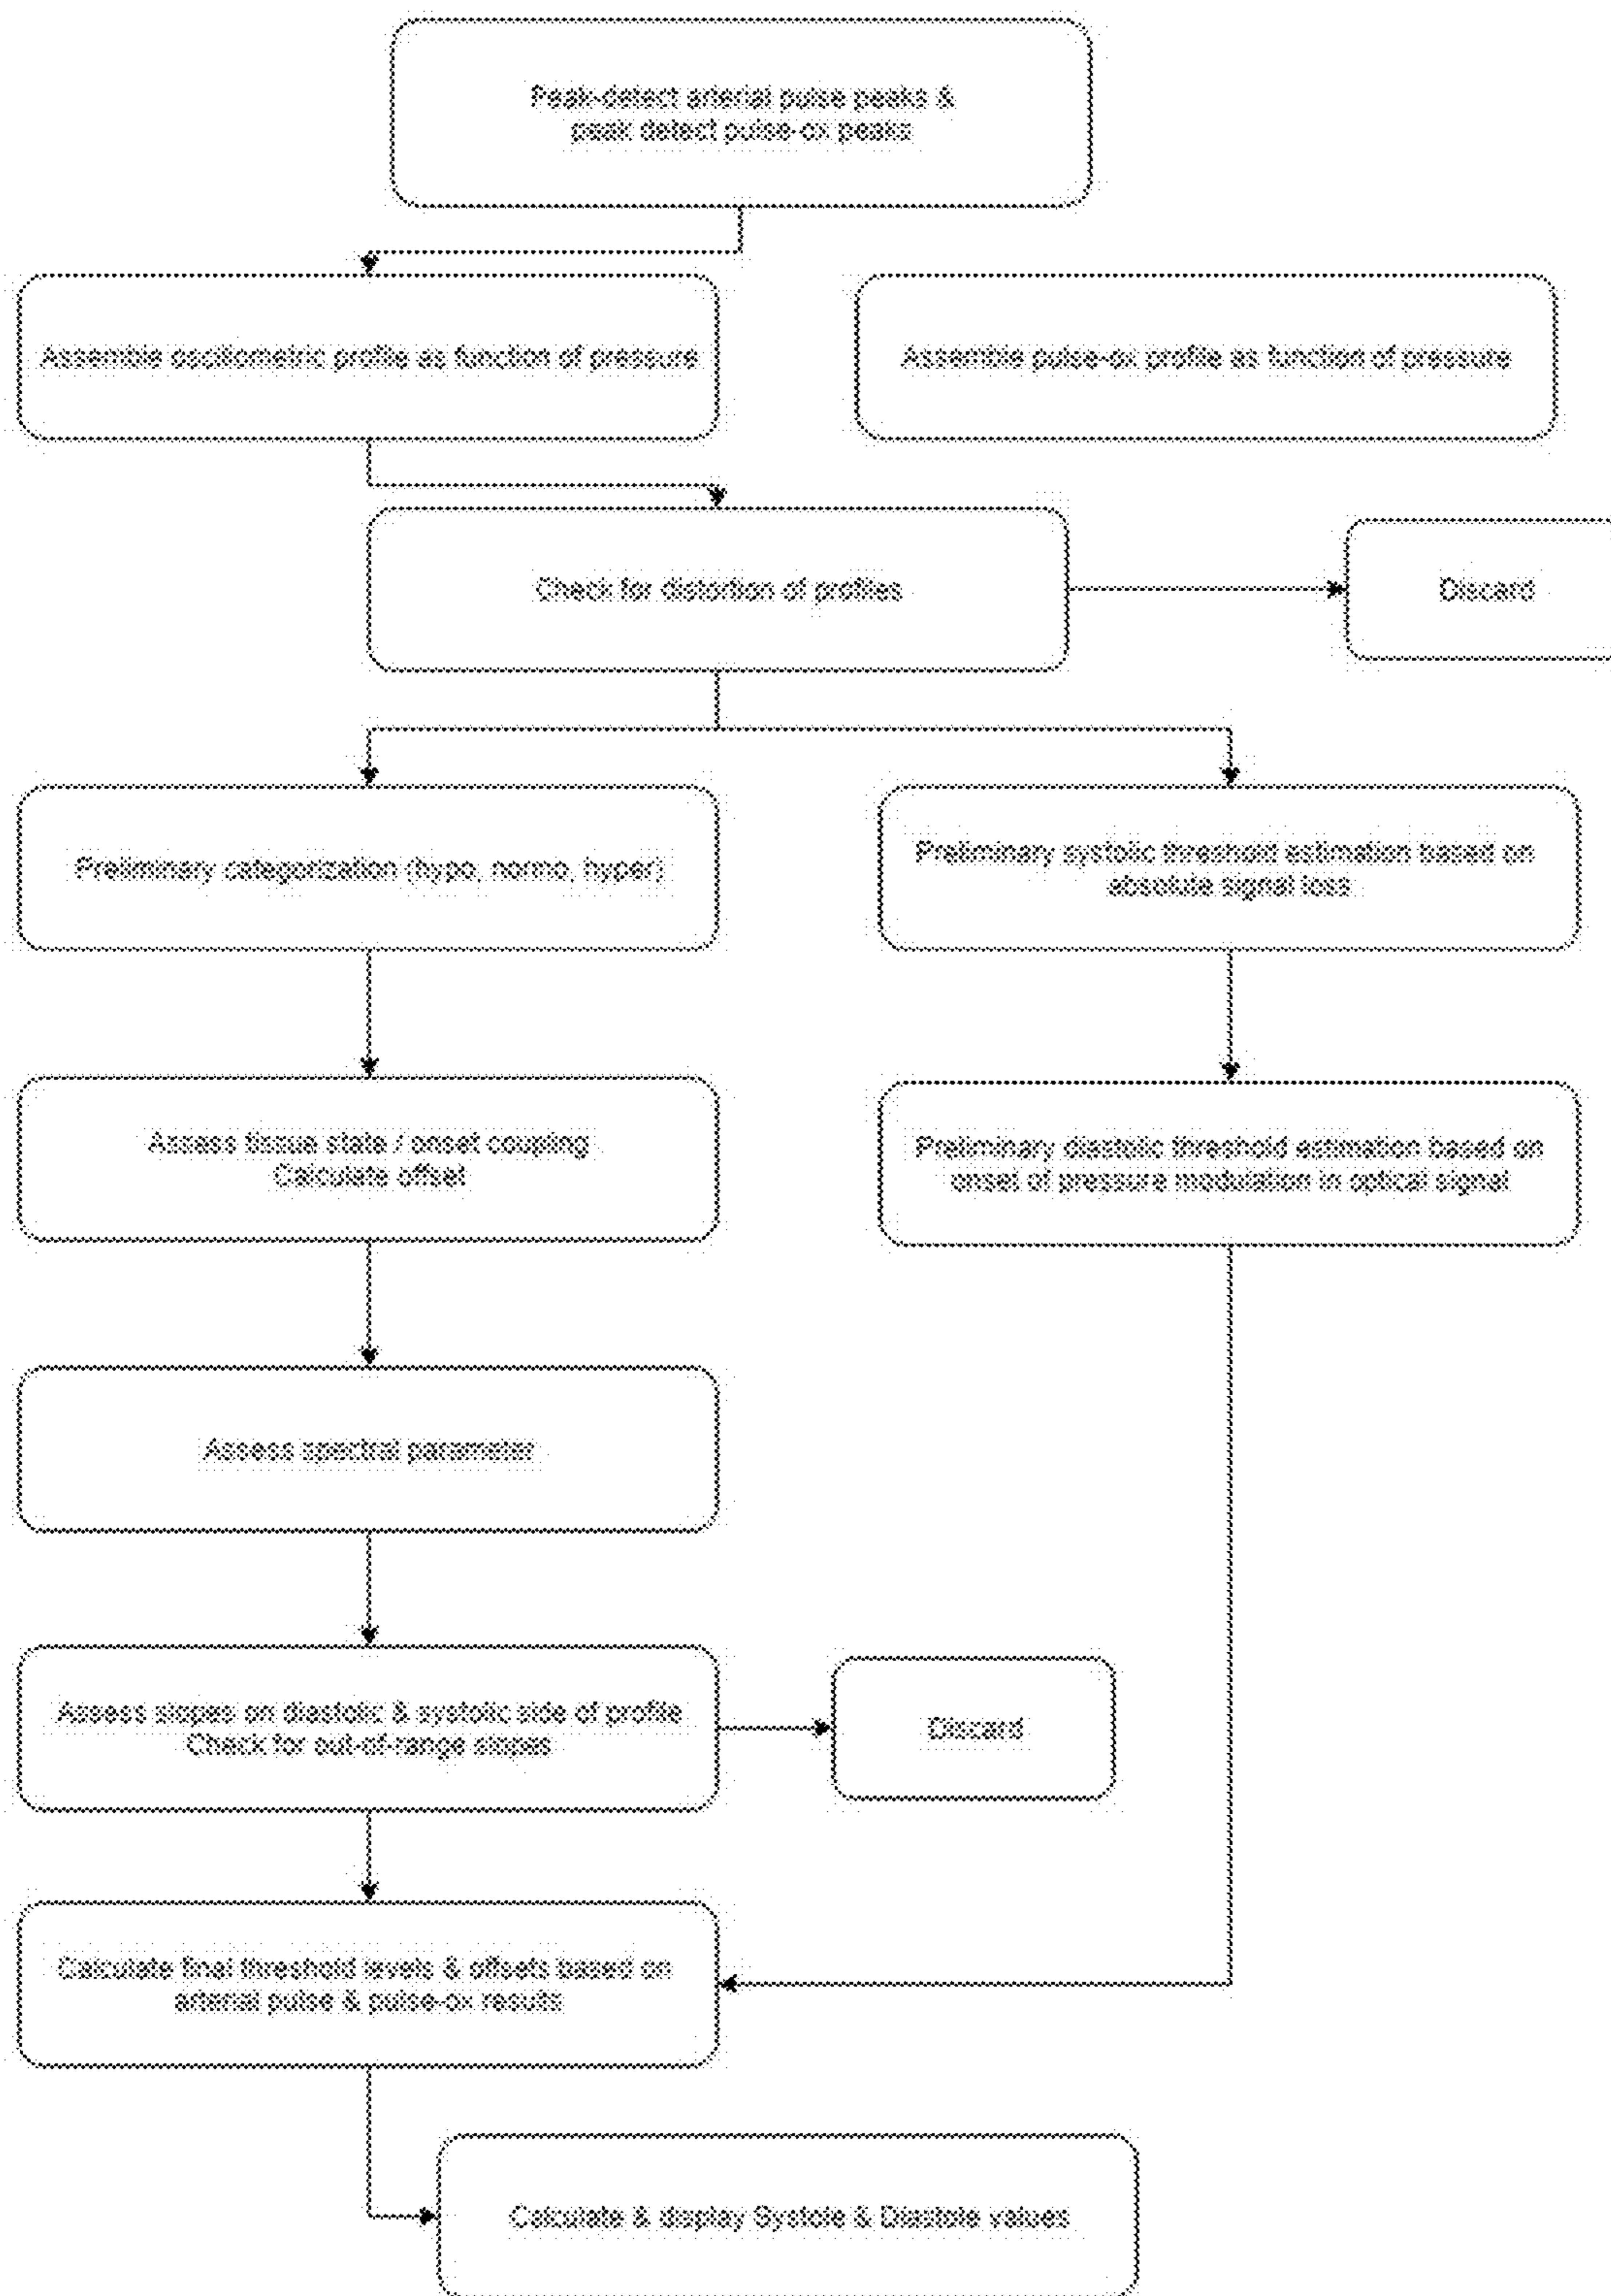 Peak-detect arterial pulse peaks &
peak detect pulse-ox peaks
Assemble oscillometric profile as function of pressure
Assemble pulse-ox profile as function of pressure
Check for distortion of profiles
Discard
Preliminary categorization (hypo, normo, hyper)
Preliminary systolic threshold estimation based on
absolute signal loss
Assess tissue state / onset coupling
Calculate offset
Preliminary diastolic threshold estimation based on
onset of pressure modulation in optical signal
Assess spectral parameter
Assess slopes on diastolic & systolic side of profile
Check for out-of-range slopes
Discard
Calculate final threshold levels & offsets based on
arterial pulse & pulse-ox results
Calculate & display Systole & Diastole values